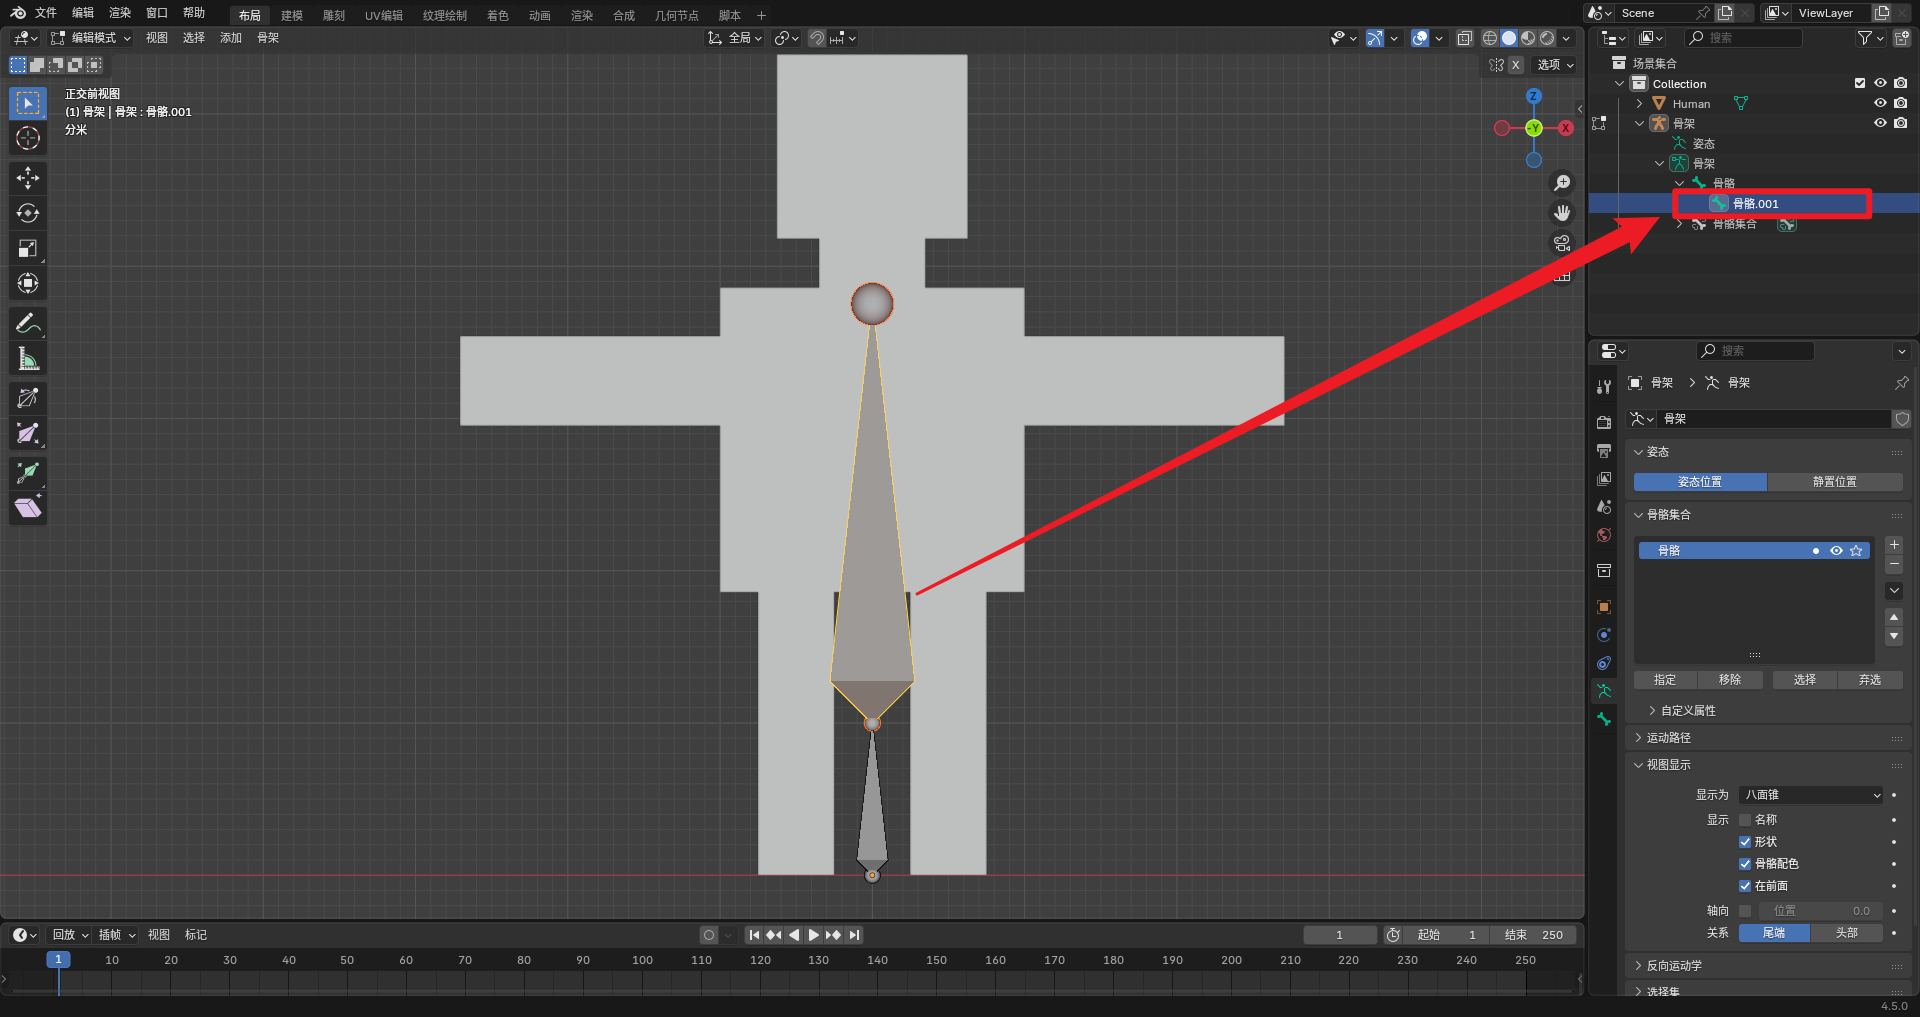 文件 编辑 渲染 窗口 帮助 布局 建模 雕刻 UV编辑 纹理绘制 着色 动画 渲染 合成 几何节点 脚本 + Scene ViewLayer
编辑模式 视图 选择 添加 骨架 全局 搜索
X 选项
正交前视图
(1) 骨架 | 骨架 : 骨骼.001
分米
Z
-Y
X
场景集合
Collection
Human
骨架
姿态
骨架
骨骼
骨骼.001
骨骼集合
搜索
骨架 骨架
骨架
姿态
姿态位置 静置位置
骨骼集合
骨骼
指定 移除 选择 弃选
自定义属性
运动路径
视图显示
显示为 八面锥
显示 名称
形状
骨骼配色
在前面
轴向 位置 0.0
关系 尾端 头部
反向运动学
选择集
回放 插帧 视图 标记 1 起始 1 结束 250
1 10 20 30 40 50 60 70 80 90 100 110 120 130 140 150 160 170 180 190 200 210 220 230 240 250
4.5.0